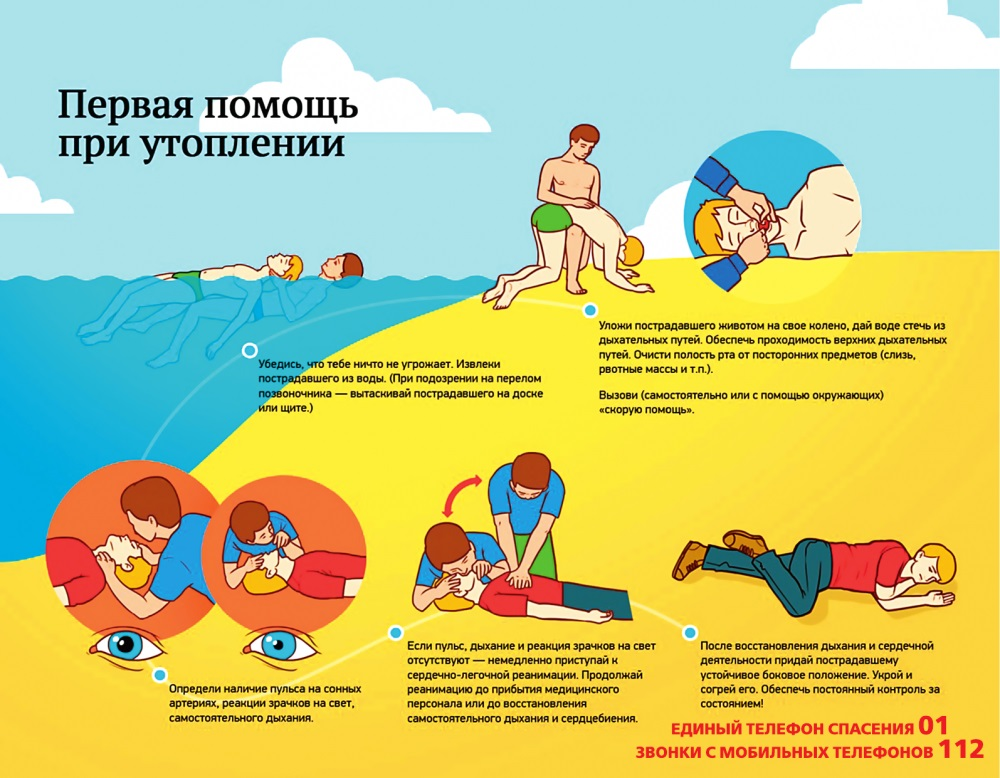 Первая помощь
при утоплении
Убедись, что тебе ничто не угрожает. Извлеки
пострадавшего из воды. (При подозрении на перелом
позвоночника — вытаскивай пострадавшего на доске
или щите.)
Уложи пострадавшего животом на свое колено, дай воде стечь из
дыхательных путей. Обеспечь проходимость верхних дыхательных
путей. Очисти полость рта от посторонних предметов (слизь,
рвотные массы и т.п.).
Вызови (самостоятельно или с помощью окружающих)
«скорую помощь».
Определи наличие пульса на сонных
артериях, реакции зрачков на свет,
самостоятельного дыхания.
Если пульс, дыхание и реакция зрачков на свет
отсутствуют — немедленно приступай к
сердечно-легочной реанимации. Продолжай
реанимацию до прибытия медицинского
персонала или до восстановления
самостоятельного дыхания и сердцебиения.
После восстановления дыхания и сердечной
деятельности придай пострадавшему
устойчивое боковое положение. Укрой и
согрей его. Обеспечь постоянный контроль за
состоянием!
ЕДИНЫЙ ТЕЛЕФОН СПАСЕНИЯ 01
ЗВОНКИ С МОБИЛЬНЫХ ТЕЛЕФОНОВ 112